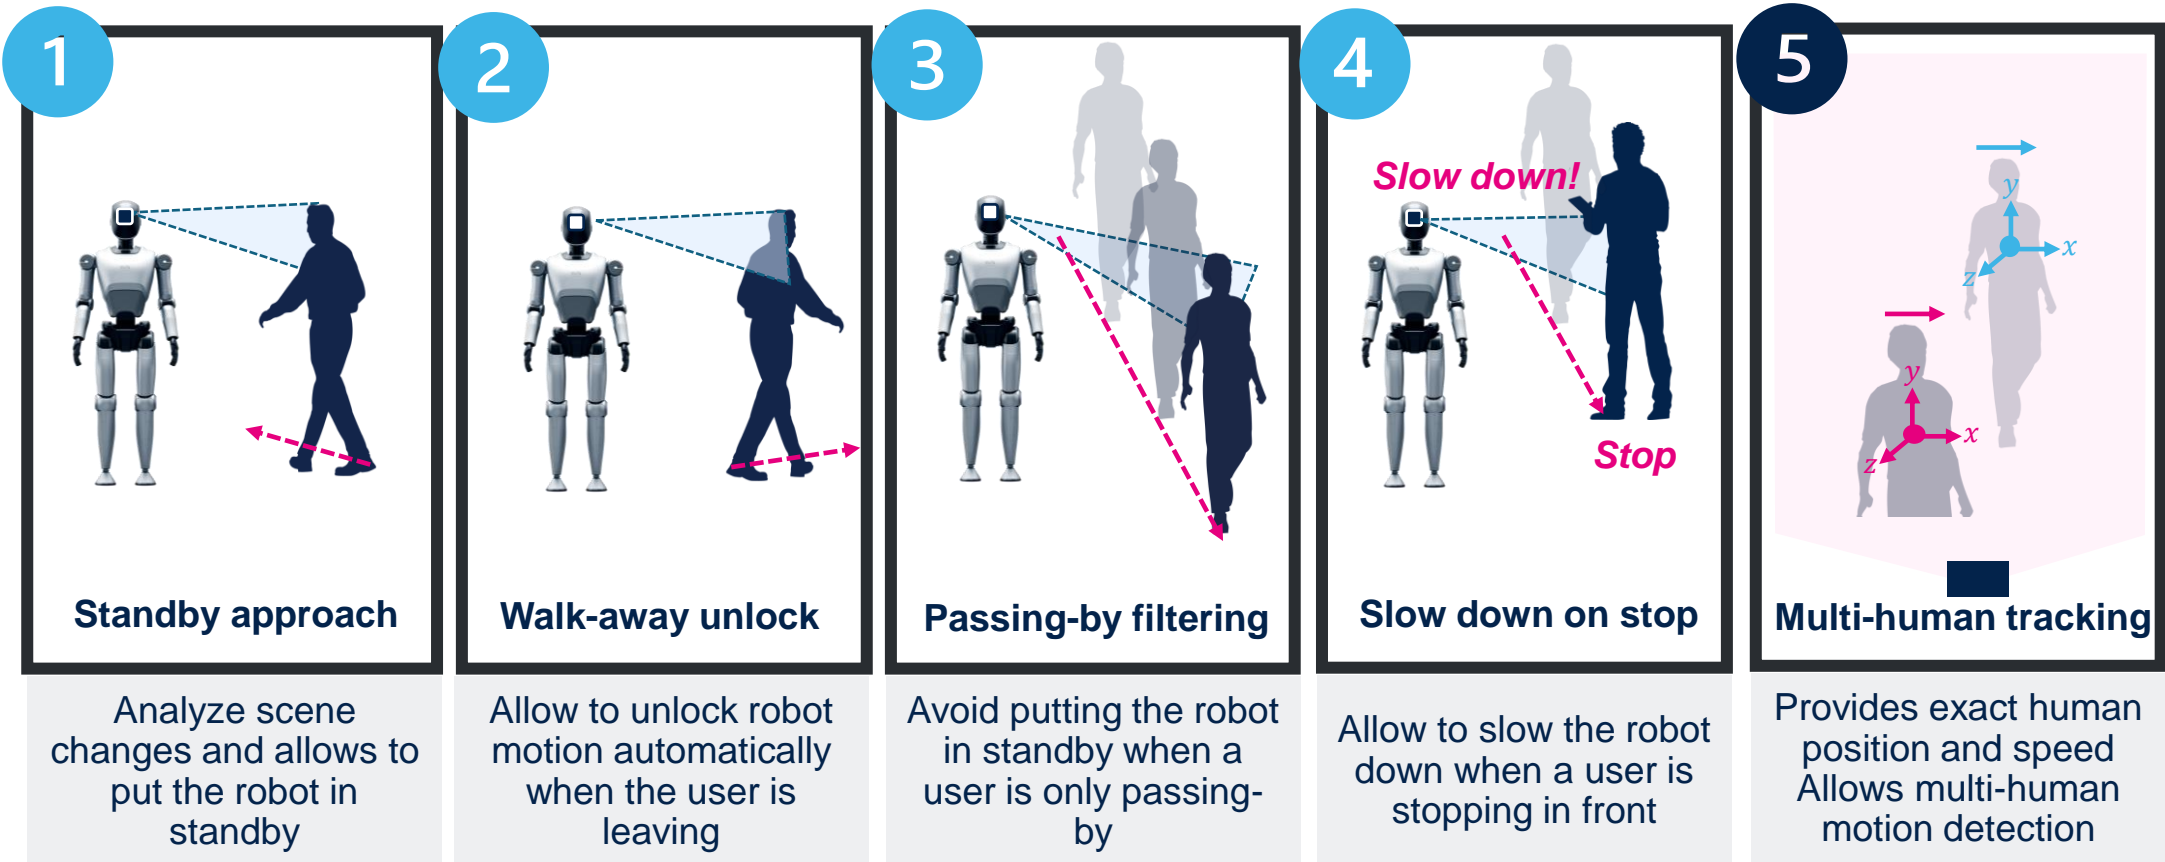 1
2
3
4
5
Slow down!
Stop
y
x
z
y
x
z
Standby approach
Walk-away unlock
Passing-by filtering
Slow down on stop
Multi-human tracking
Analyze scene
changes and allows to
put the robot in
standby
Allow to unlock robot
motion automatically
when the user is
leaving
Avoid putting the robot
in standby when a
user is only passing-
by
Allow to slow the robot
down when a user is
stopping in front
Provides exact human
position and speed
Allows multi-human
motion detection